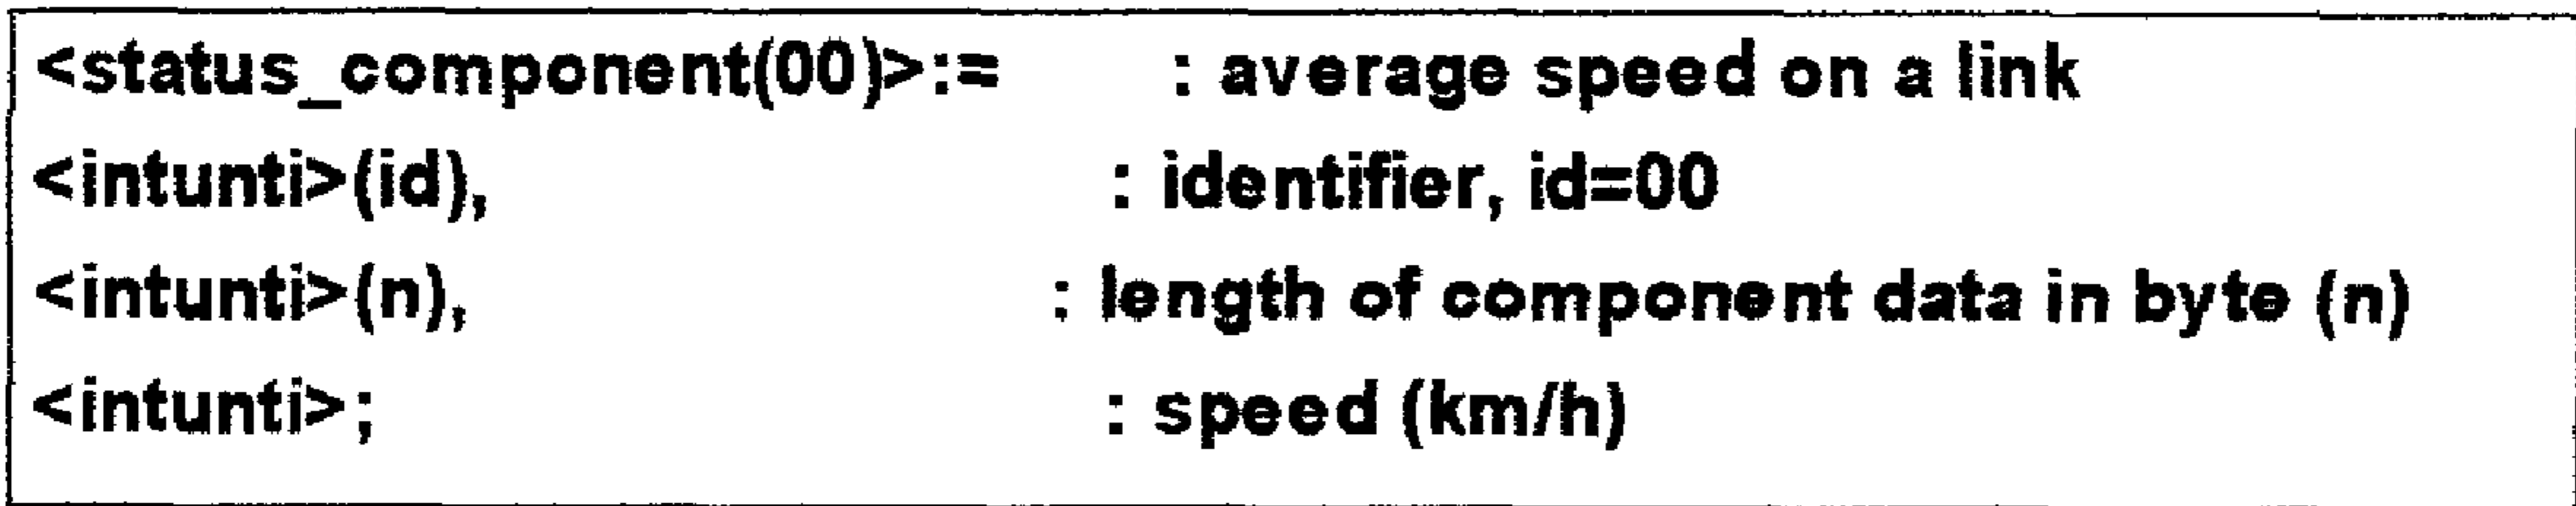 <status_component(00)>:= : average speed on a link
<intunti>(id), : identifier, id=00
<intunti>(n), : length of component data in byte (n)
<intunti>; : speed (km/h)